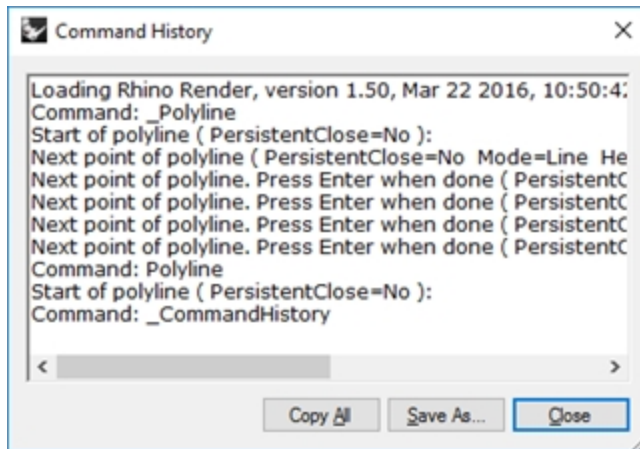 Command History
Loading Rhino Render, version 1.50, Mar 22 2016, 10:50:42
Command: _Polyline
Start of polyline ( PersistentClose=No ):
Next point of polyline ( PersistentClose=No Mode=Line He
Next point of polyline. Press Enter when done ( PersistentC
Next point of polyline. Press Enter when done ( PersistentC
Next point of polyline. Press Enter when done ( PersistentC
Next point of polyline. Press Enter when done ( PersistentC
Command: Polyline
Start of polyline ( PersistentClose=No ):
Command: _CommandHistory
Copy All Save As... Close